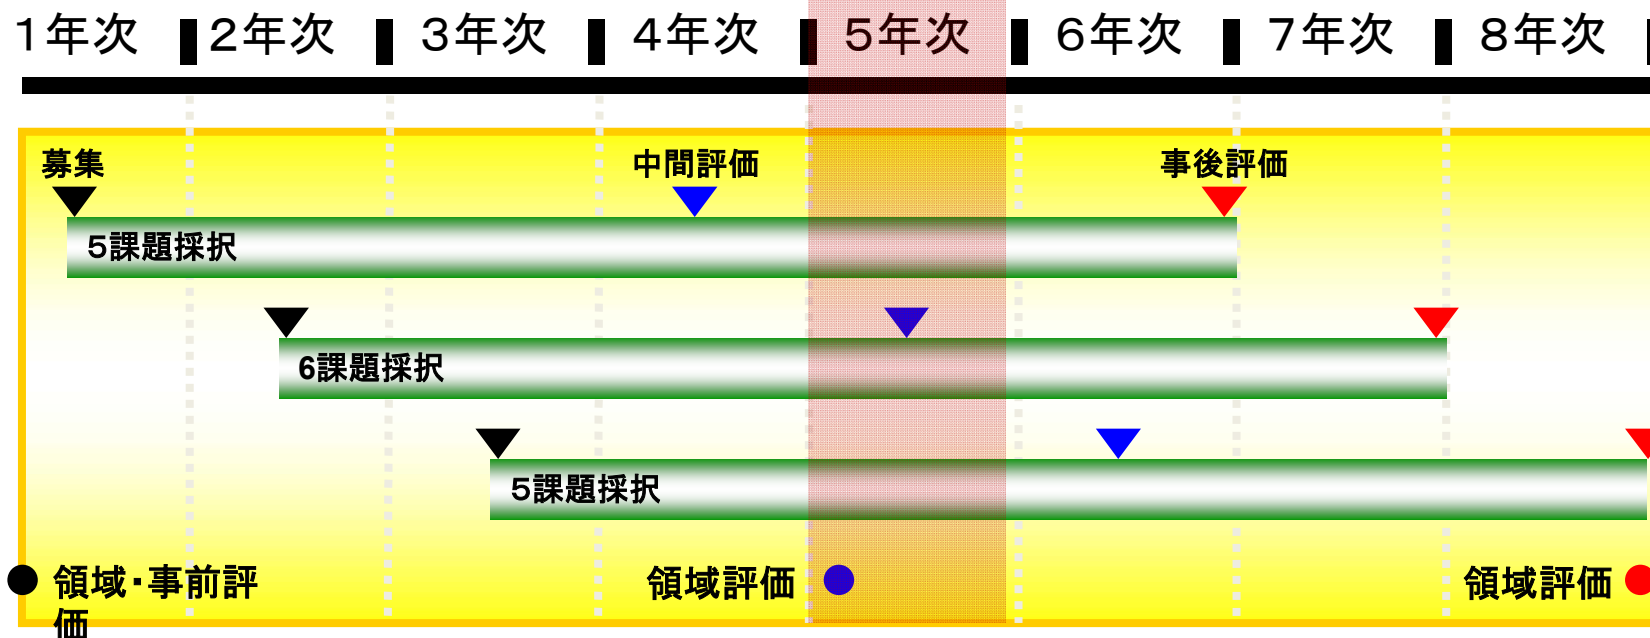 1年次 2年次 3年次 4年次 5年次 6年次 7年次 8年次
募集 中間評価 事後評価
5課題採択
6課題採択
5課題採択
領域・事前評 領域評価 領域評価
価